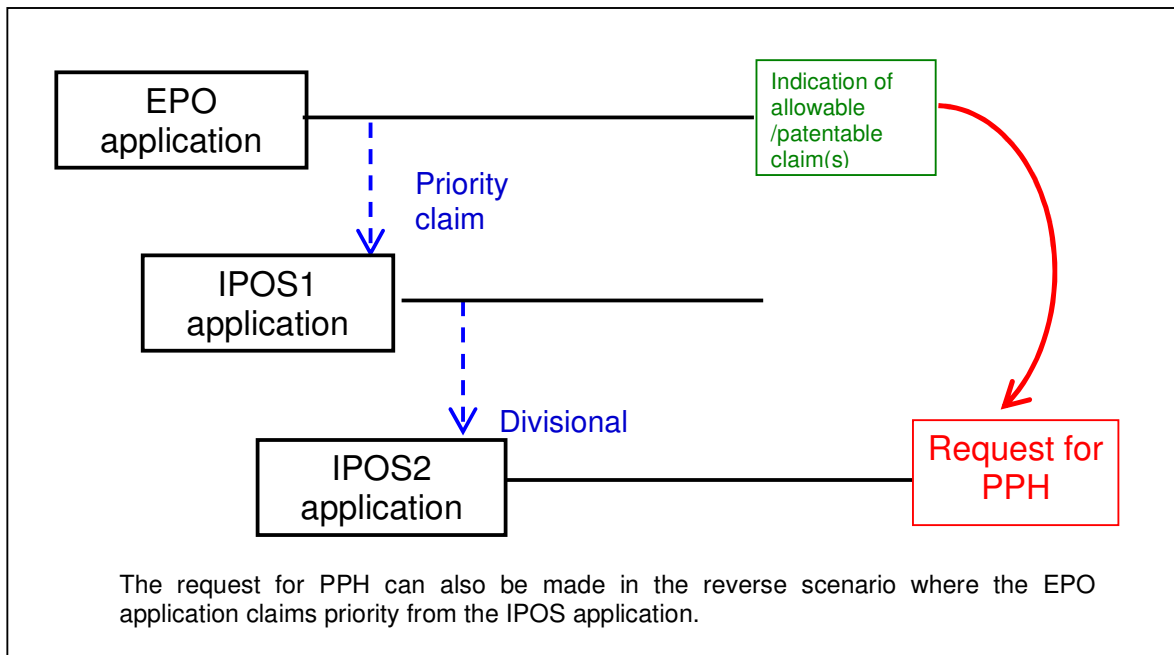 EPO
application
Indication of
allowable
/patentable
claim(s)
Priority
claim
IPOS1
application
Divisional
IPOS2
application
Request for
PPH
The request for PPH can also be made in the reverse scenario where the EPO
application claims priority from the IPOS application.